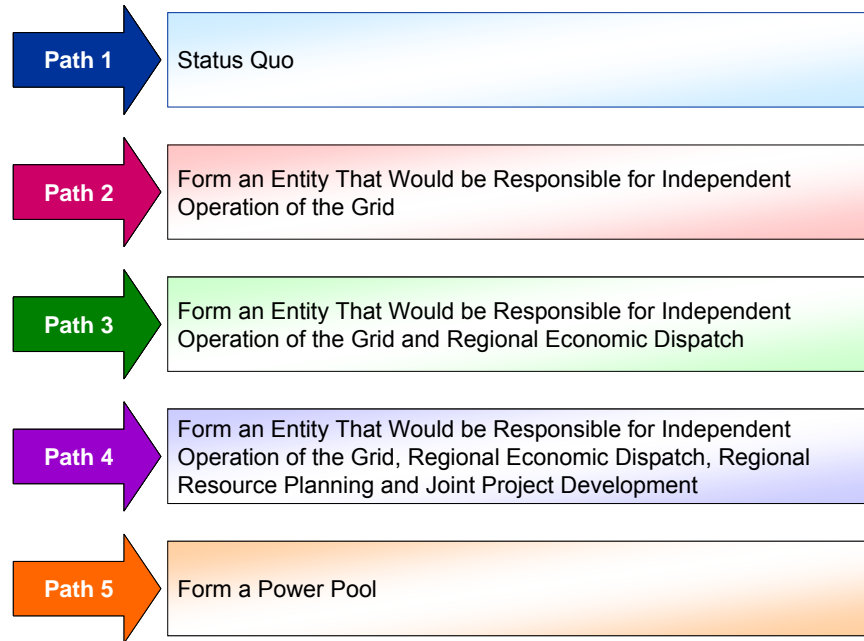 Path 1
Status Quo
Path 2
Form an Entity That Would be Responsible for Independent
Operation of the Grid
Path 3
Form an Entity That Would be Responsible for Independent
Operation of the Grid and Regional Economic Dispatch
Path 4
Form an Entity That Would be Responsible for Independent
Operation of the Grid, Regional Economic Dispatch, Regional
Resource Planning and Joint Project Development
Path 5
Form a Power Pool